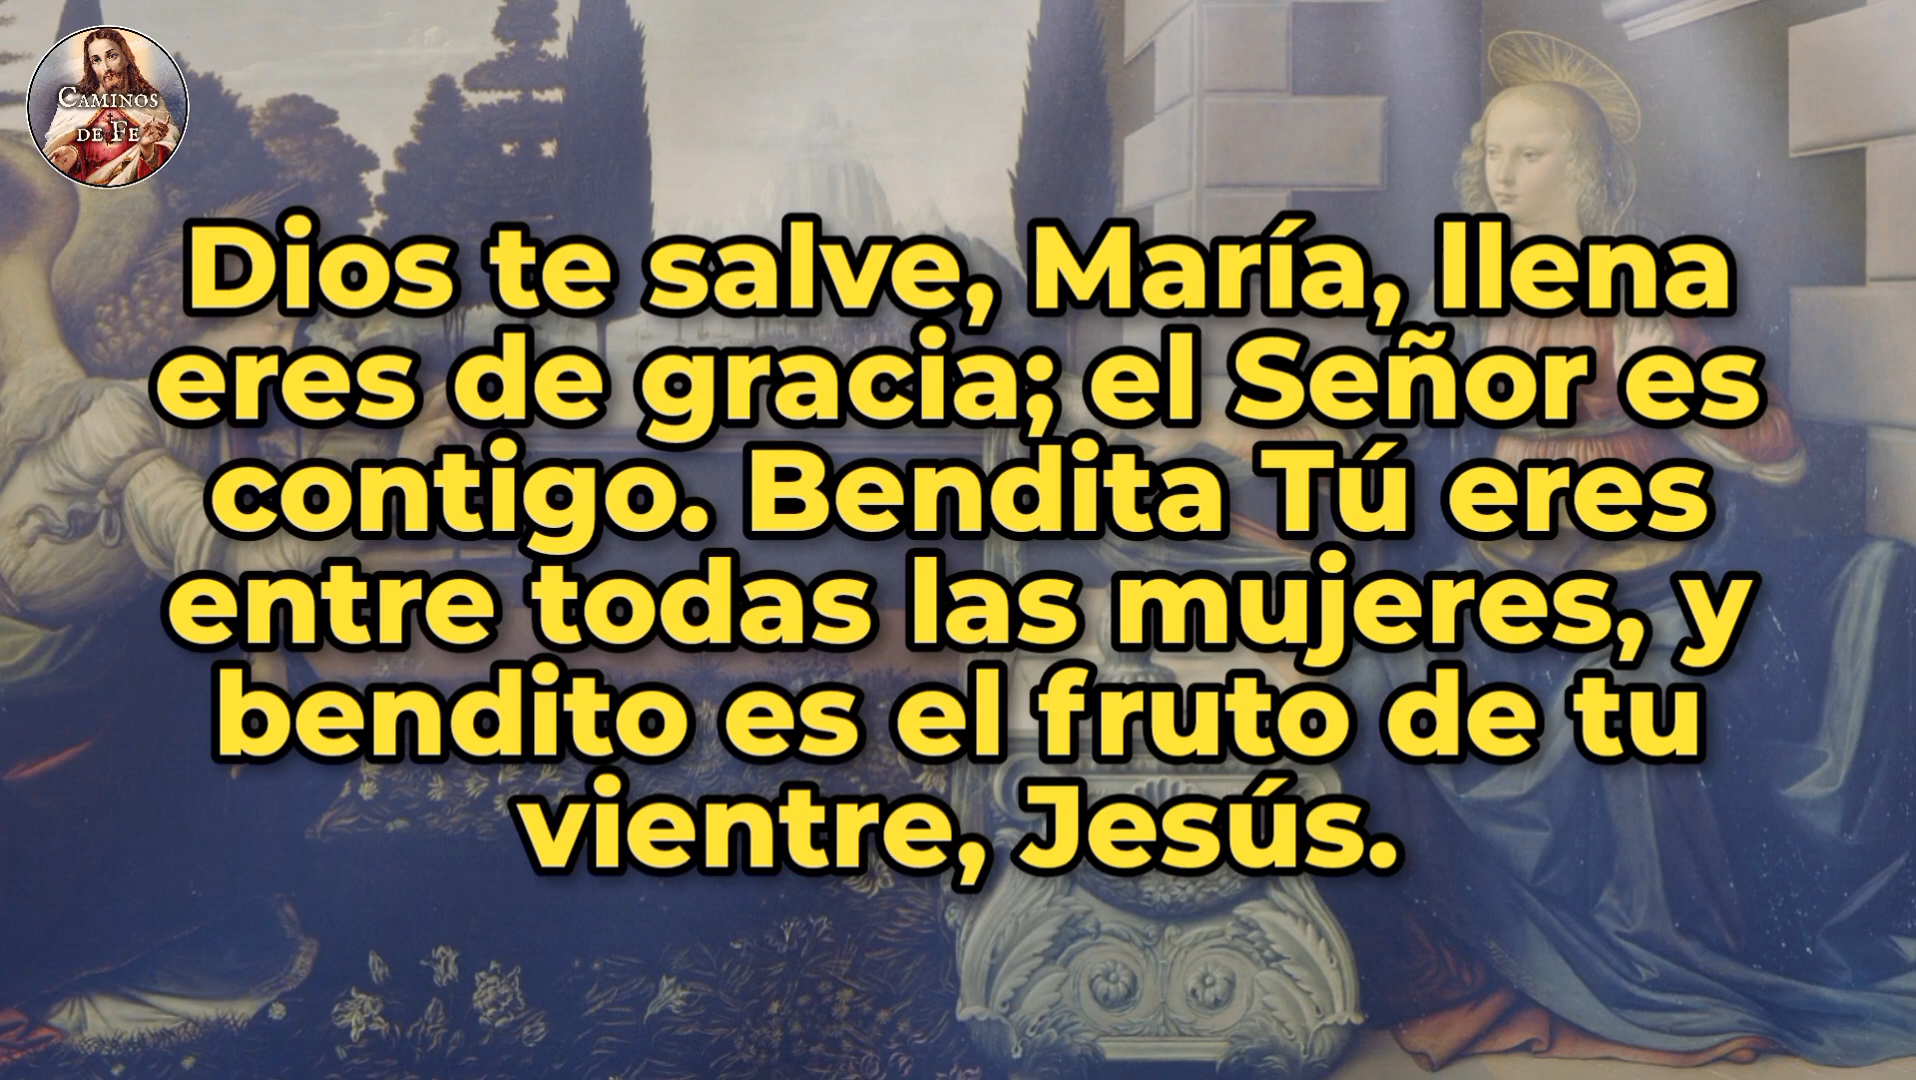 CAMINOS
DE FE
Dios te salve, María, llena
eres de gracia; el Señor es
contigo. Bendita Tú eres
entre todas las mujeres, y
bendito es el fruto de tu
vientre, Jesús.